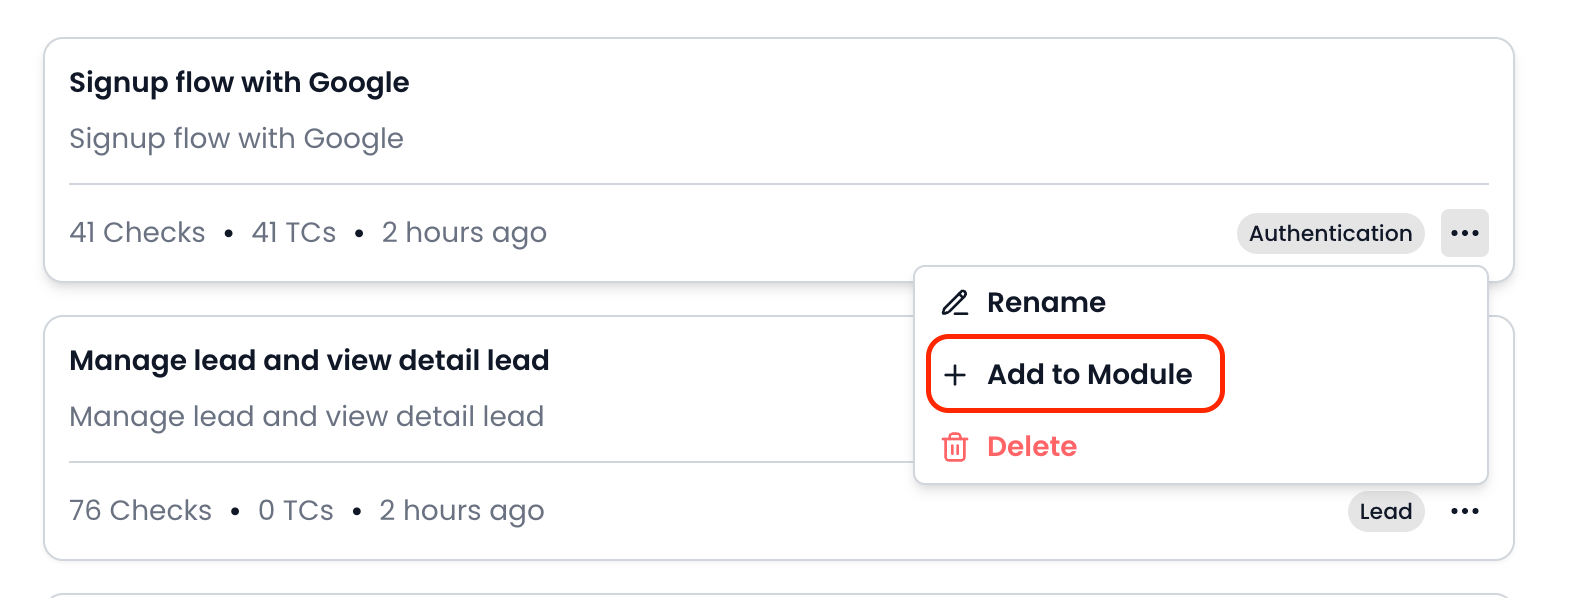 Signup flow with Google
Signup flow with Google
41 Checks • 41 TCs • 2 hours ago
Authentication
Rename
Add to Module
Delete
Manage lead and view detail lead
Manage lead and view detail lead
76 Checks • 0 TCs • 2 hours ago
Lead